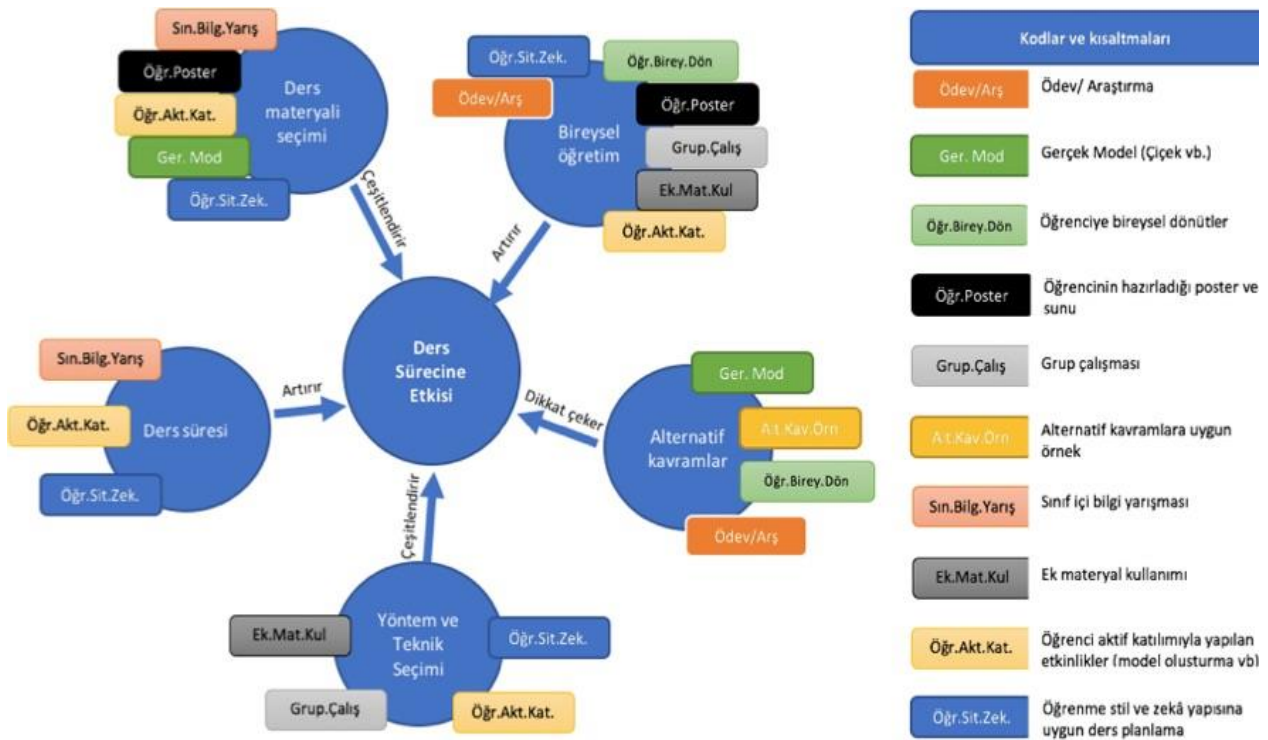 Sın.Bilg.Yarış
Öğr.Poster
Öğr.Akt.Kat.
Ger. Mod
Öğr.Sit.Zek.
Ders
materyali
seçimi
Çeşitlendirir
Öğr.Sit.Zek.
Ödev/Arş
Öğr.Birey.Dön
Öğr.Poster
Grup.Çalış
Ek.Mat.Kul
Öğr.Akt.Kat.
Bireysel
öğretim
Artırır
Ders
Sürecine
Etkisi
Sın.Bilg.Yarış
Öğr.Akt.Kat.
Öğr.Sit.Zek.
Ders süresi
Artırır
Ger. Mod
Alt.Kav.Örn
Öğr.Birey.Dön
Ödev/Arş
Alternatif
kavramlar
Dikkat çeker
Çeşitlendirir
Yöntem ve
Teknik
Seçimi
Ek.Mat.Kul
Öğr.Sit.Zek.
Grup.Çalış
Öğr.Akt.Kat.
Kodlar ve kısaltmaları
Ödev/Arş Ödev/ Araştırma
Ger. Mod Gerçek Model (Çiçek vb.)
Öğr.Birey.Dön Öğrenciye bireysel dönütler
Öğr.Poster Öğrencinin hazırladığı poster ve
sunu
Grup.Çalış Grup çalışması
Alt.Kav.Örn Alternatif kavramlara uygun
örnek
Sın.Bilg.Yarış Sınıf içi bilgi yarışması
Ek.Mat.Kul Ek materyal kullanımı
Öğr.Akt.Kat. Öğrenci aktif katılımıyla yapılan
etkinlikler (model oluşturma vb)
Öğr.Sit.Zek. Öğrenme stil ve zekâ yapısına
uygun ders planlama